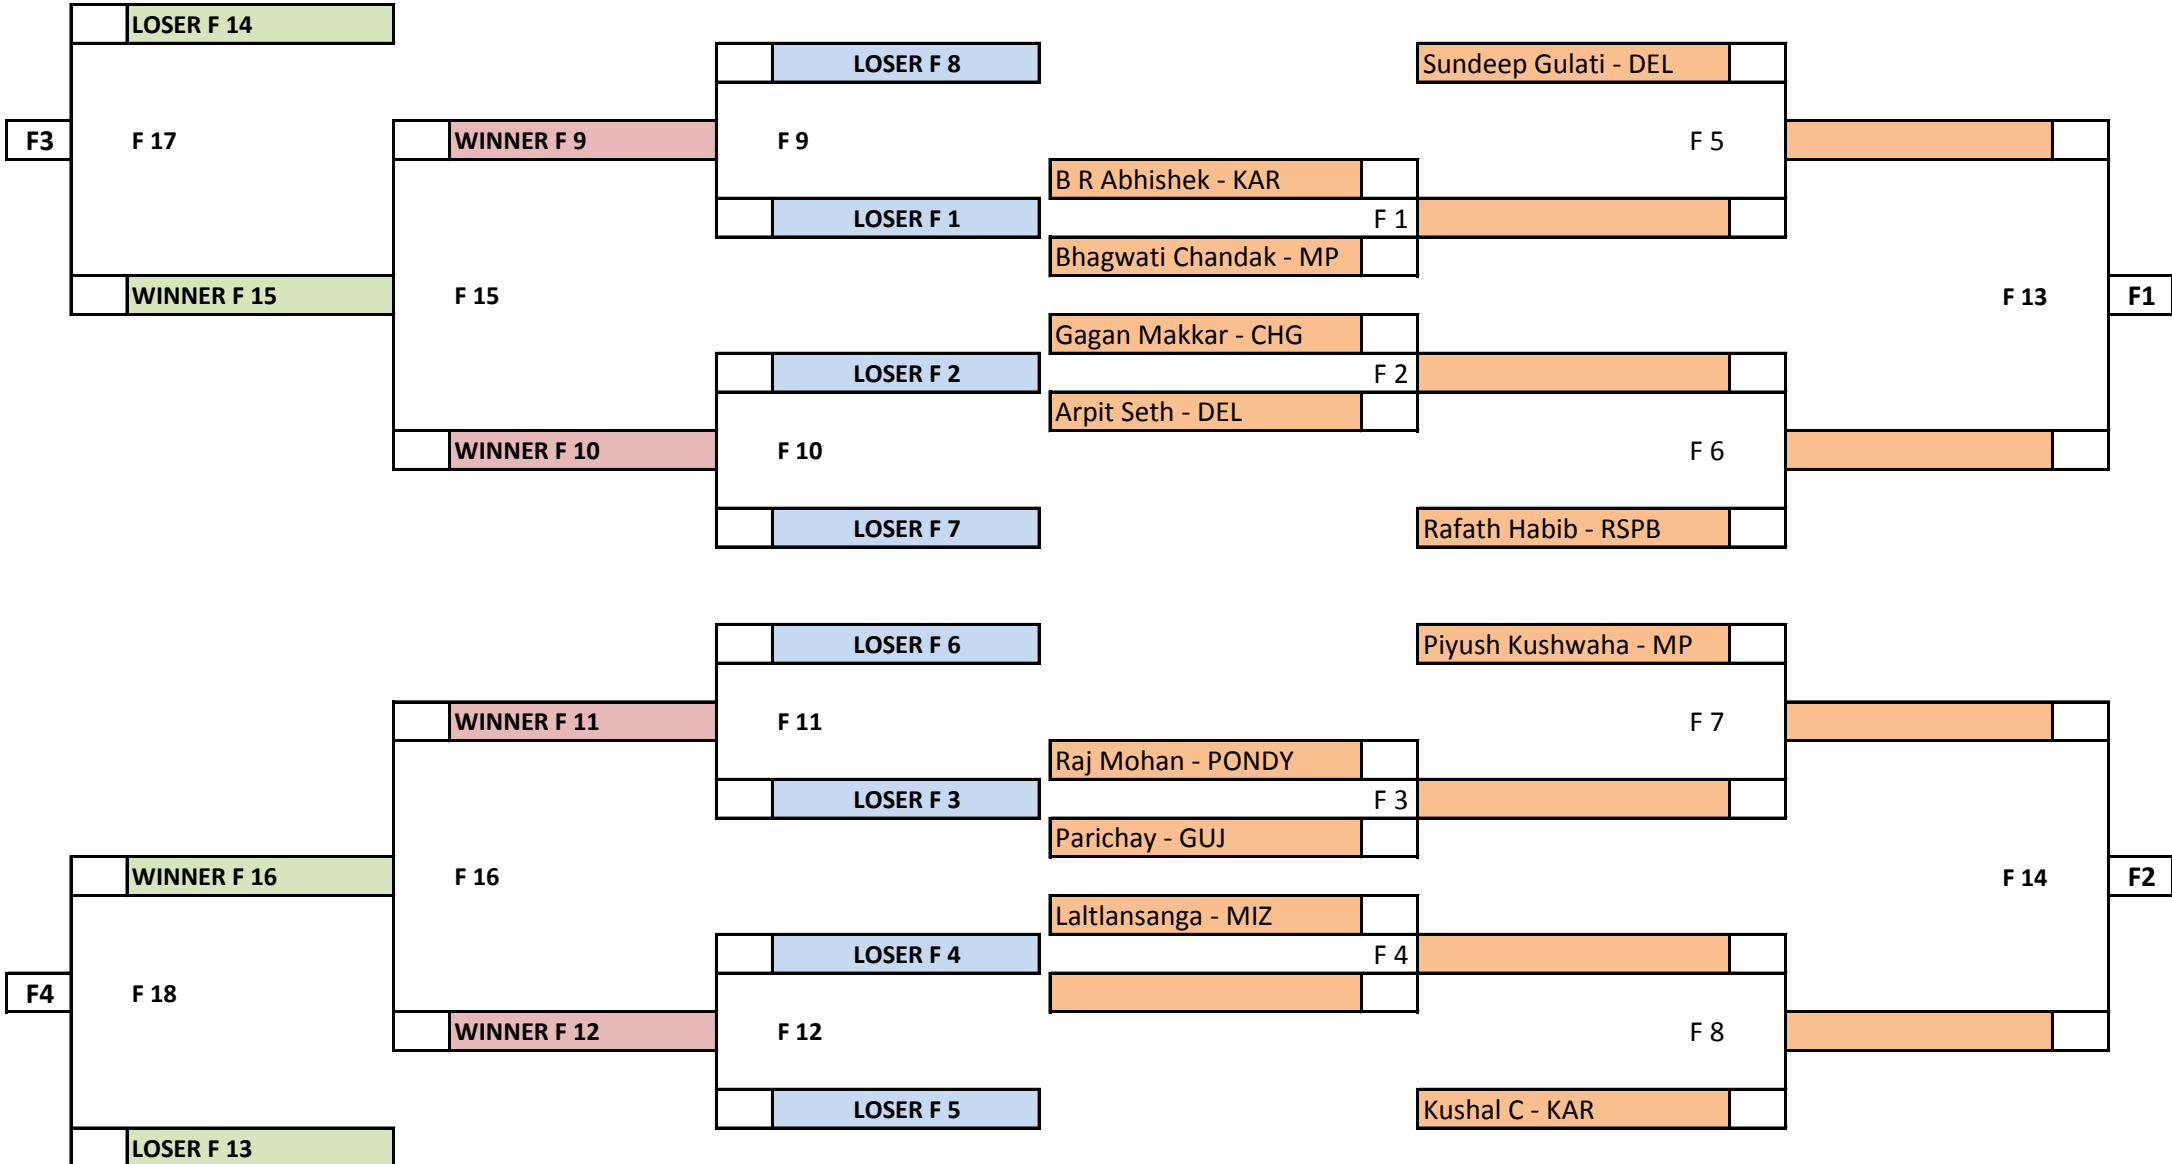 LOSER F 14
LOSER F 8
Sundeep Gulati - DEL
F3
F 17
WINNER F 9
F 9
F 5
B R Abhishek - KAR
LOSER F 1
F 1
Bhagwati Chandak - MP
WINNER F 15
F 15
F 13
F1
Gagan Makkar - CHG
LOSER F 2
F 2
Arpit Seth - DEL
WINNER F 10
F 10
F 6
LOSER F 7
Rafath Habib - RSPB
LOSER F 6
Piyush Kushwaha - MP
WINNER F 11
F 11
F 7
Raj Mohan - PONDY
LOSER F 3
F 3
Parichay - GUJ
WINNER F 16
F 16
F 14
F2
Laltlansanga - MIZ
LOSER F 4
F 4
F4
F 18
WINNER F 12
F 12
F 8
LOSER F 5
Kushal C - KAR
LOSER F 13